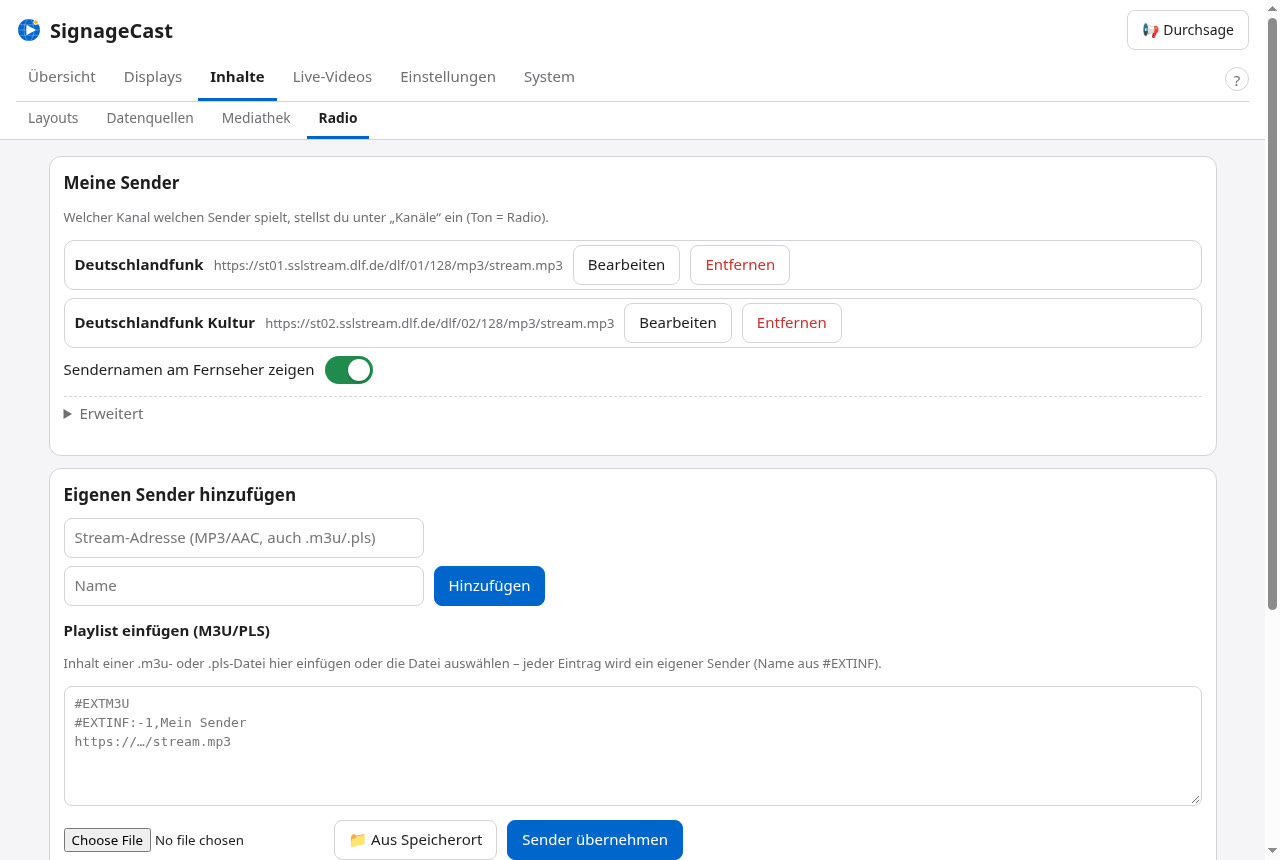 SignageCast
Durchsage
Übersicht Displays Inhalte Live-Videos Einstellungen System ?
Layouts Datenquellen Mediathek Radio
Meine Sender
Welcher Kanal welchen Sender spielt, stellst du unter „Kanäle“ ein (Ton = Radio).
Deutschlandfunk https://st01.sslstream.dlf.de/dlf/01/128/mp3/stream.mp3 Bearbeiten Entfernen
Deutschlandfunk Kultur https://st02.sslstream.dlf.de/dlf/02/128/mp3/stream.mp3 Bearbeiten Entfernen
Sendernamen am Fernseher zeigen
Erweitert
Eigenen Sender hinzufügen
Stream-Adresse (MP3/AAC, auch .m3u/.pls)
Name Hinzufügen
Playlist einfügen (M3U/PLS)
Inhalt einer .m3u- oder .pls-Datei hier einfügen oder die Datei auswählen – jeder Eintrag wird ein eigener Sender (Name aus #EXTINF).
#EXTM3U
#EXTINF:-1,Mein Sender
https://…/stream.mp3
Choose File No file chosen Aus Speicherort Sender übernehmen